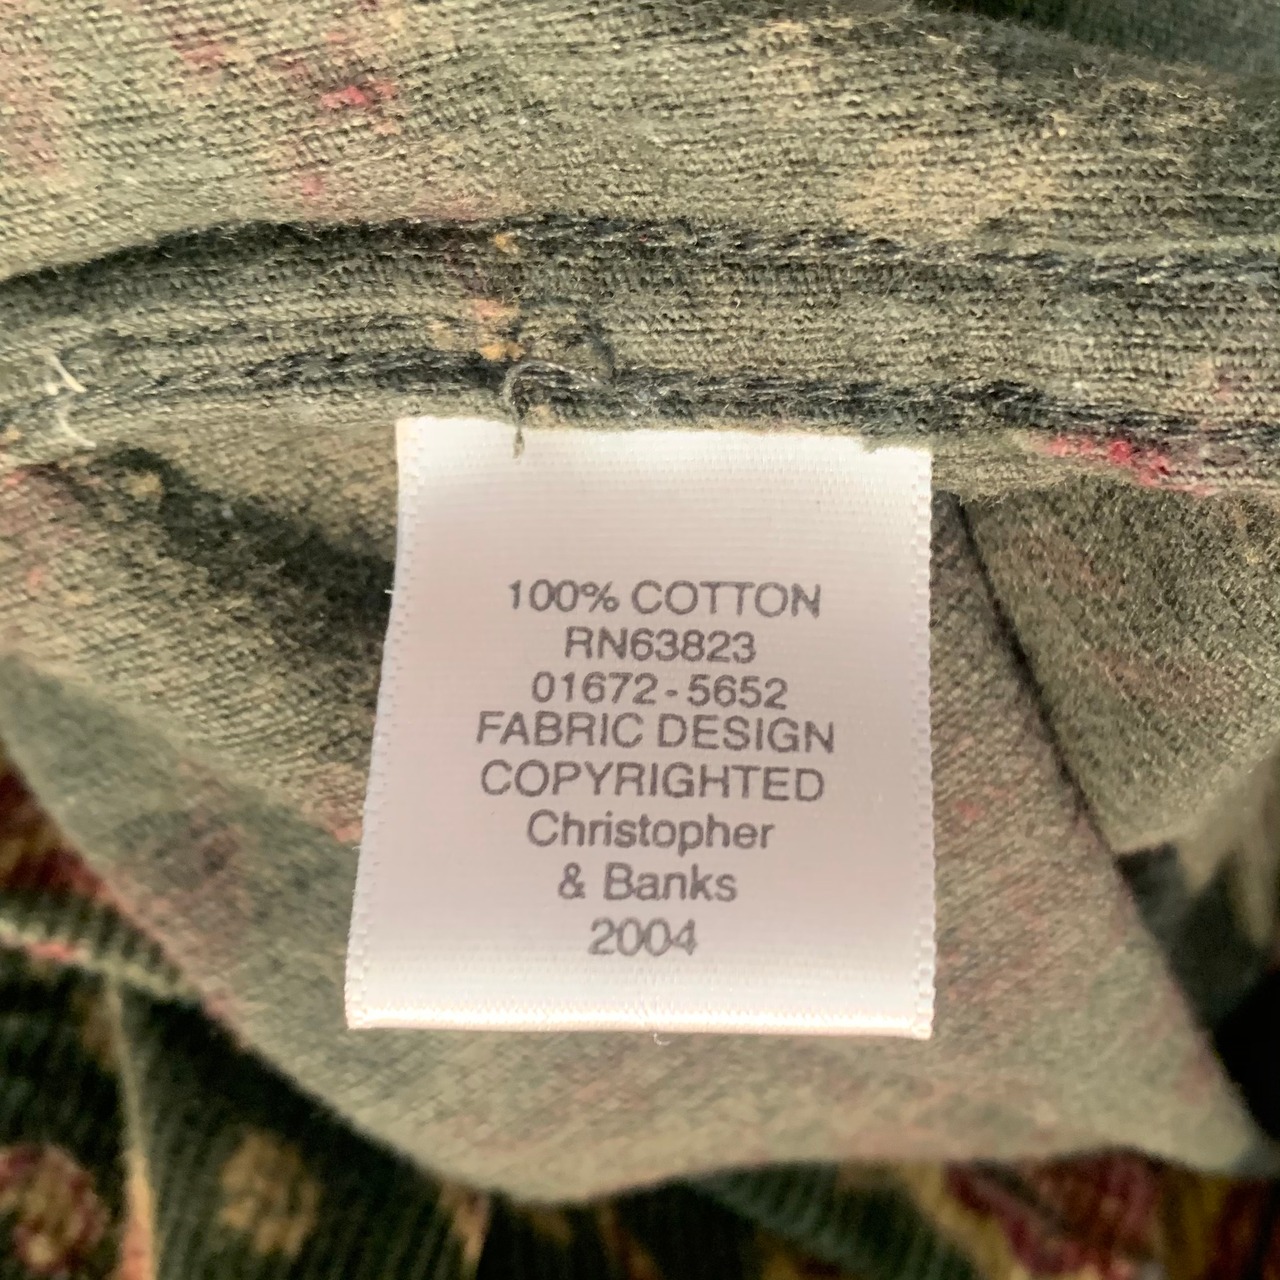 100% COTTON
RN63823
01672-5652
FABRIC DESIGN
COPYRIGHTED
Christopher
& Banks
2004